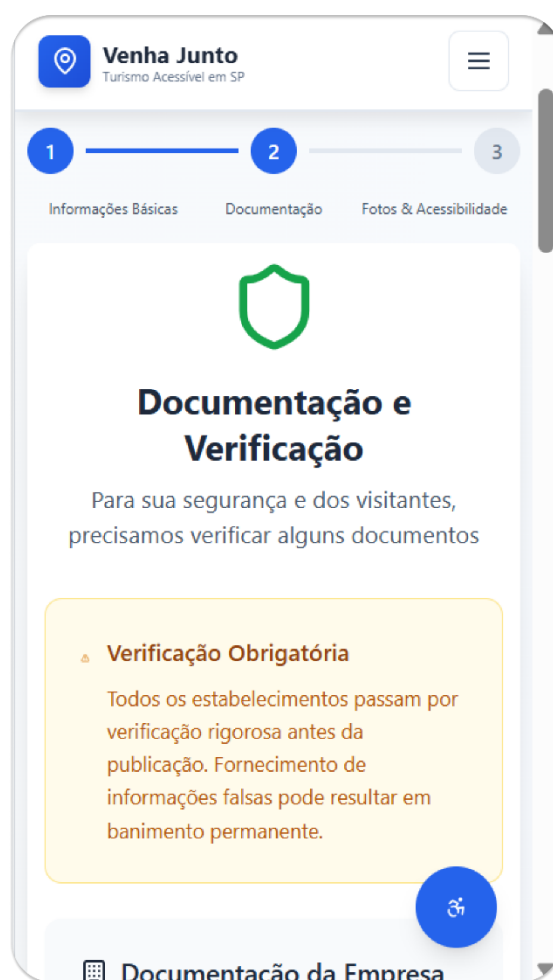 Venha Junto
Turismo Acessível em SP
1
2
3
Informações Básicas
Documentação
Fotos & Acessibilidade
Documentação e
Verificação
Para sua segurança e dos visitantes,
precisamos verificar alguns documentos
Verificação Obrigatória
Todos os estabelecimentos passam por
verificação rigorosa antes da
publicação. Fornecimento de
informações falsas pode resultar em
banimento permanente.
Documentação da Empresa